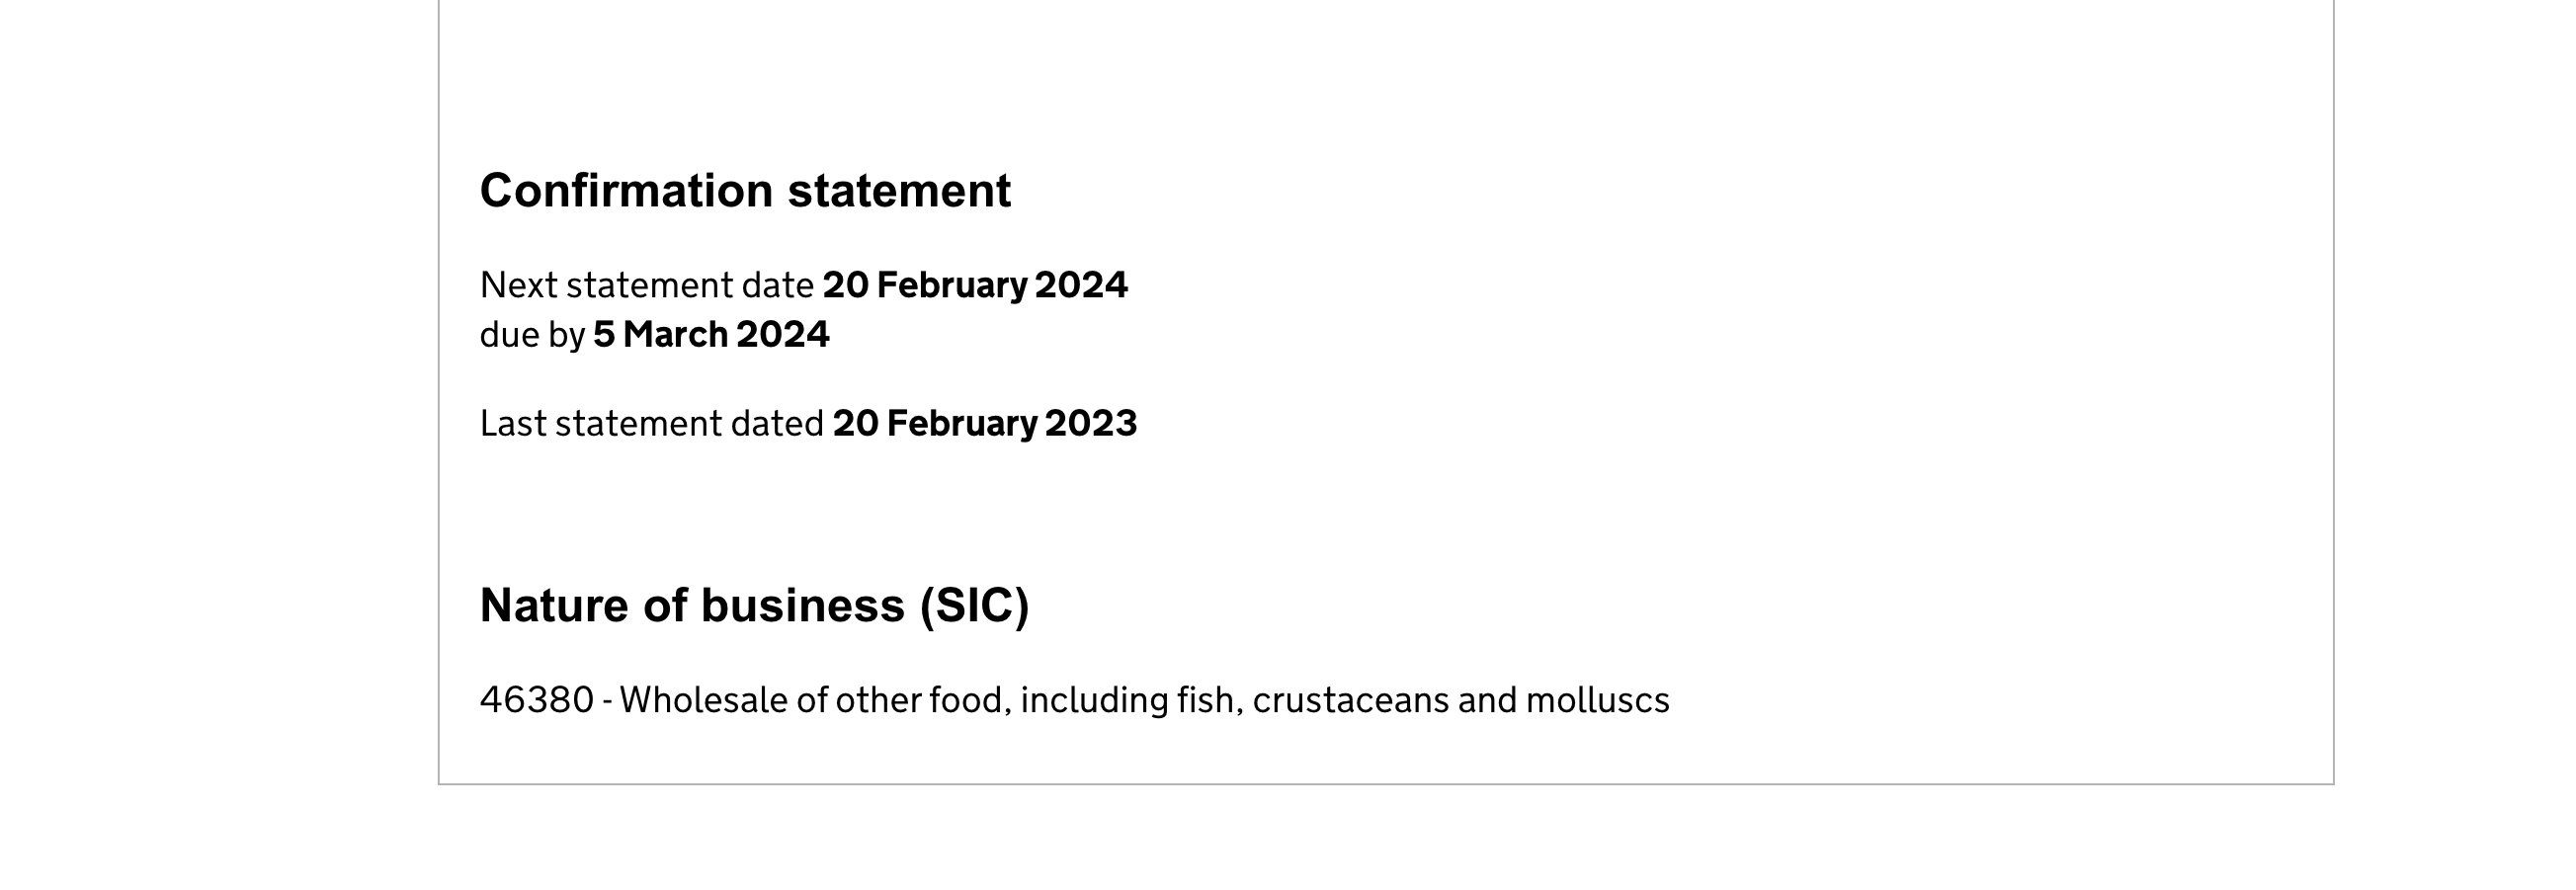 Confirmation statement
Next statement date 20 February 2024
due by 5 March 2024
Last statement dated 20 February 2023
Nature of business (SIC)
46380 - Wholesale of other food, including fish, crustaceans and molluscs